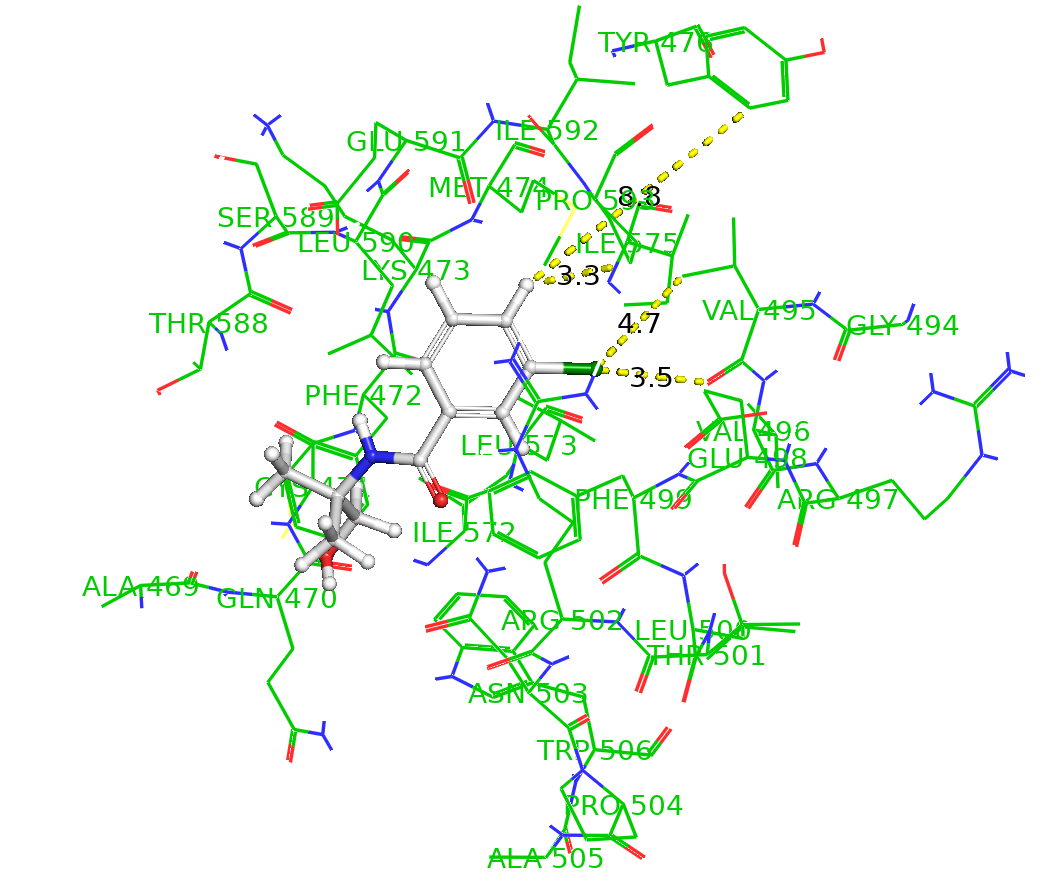 TYR 476
GLU 591
ILE 592
MET 474
PRO 593
8.8
SER 589
LEU 590
ILE 575
LYS 473
3.3
THR 588
4.7
VAL 495
GLY 494
3.5
PHE 472
LEU 573
VAL 496
GLU 498
PHE 499
ARG 497
ILE 572
ALA 469
GLN 470
ARG 502
LEU
THR 501
ASN 503
TRP 506
PRO 504
ALA 505